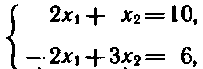 2x₁ + x₂ = 10,
-2x₁ + 3x₂ = 6,